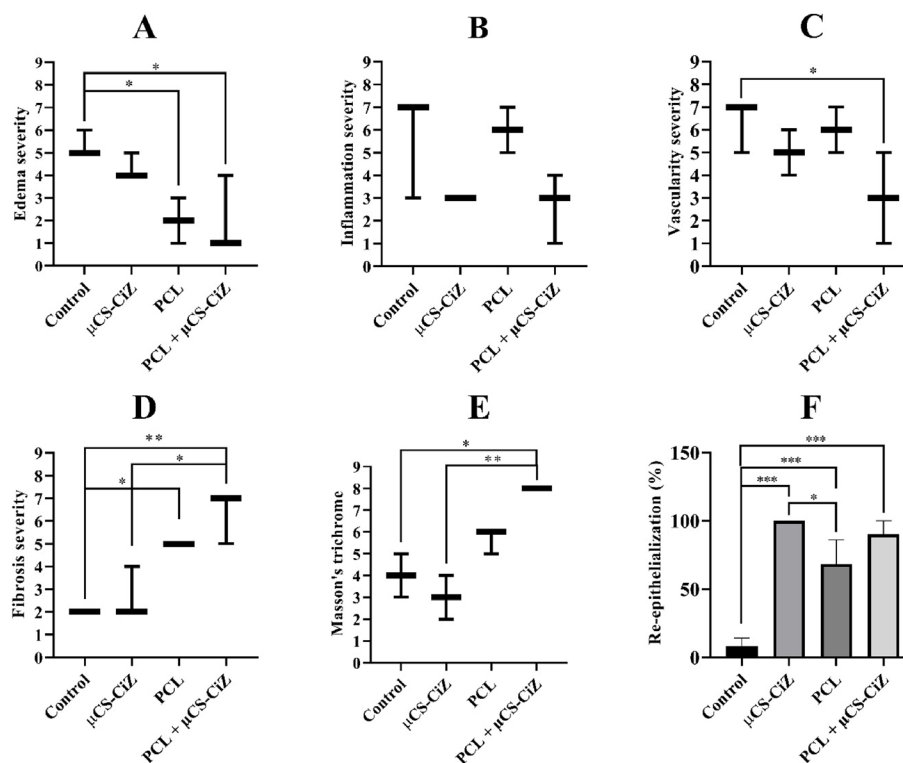 A
Edema severity
9
8
7
6
5
4
3
2
1
0
*
*
Control
µCS-CiZ
PCL
PCL + µCS-CiZ
B
Inflammation severity
9
8
7
6
5
4
3
2
1
0
Control
µCS-CiZ
PCL
PCL + µCS-CiZ
C
Vascularity severity
9
8
7
6
5
4
3
2
1
0
*
Control
µCS-CiZ
PCL
PCL + µCS-CiZ
D
Fibrosis severity
9
8
7
6
5
4
3
2
1
0
**
*
*
Control
µCS-CiZ
PCL
PCL + µCS-CiZ
E
Masson's trichrome
9
8
7
6
5
4
3
2
1
0
*
**
Control
µCS-CiZ
PCL
PCL + µCS-CiZ
F
Re-epithelialization (%)
150
100
50
0
***
***
***
*
Control
µCS-CiZ
PCL
PCL + µCS-CiZ